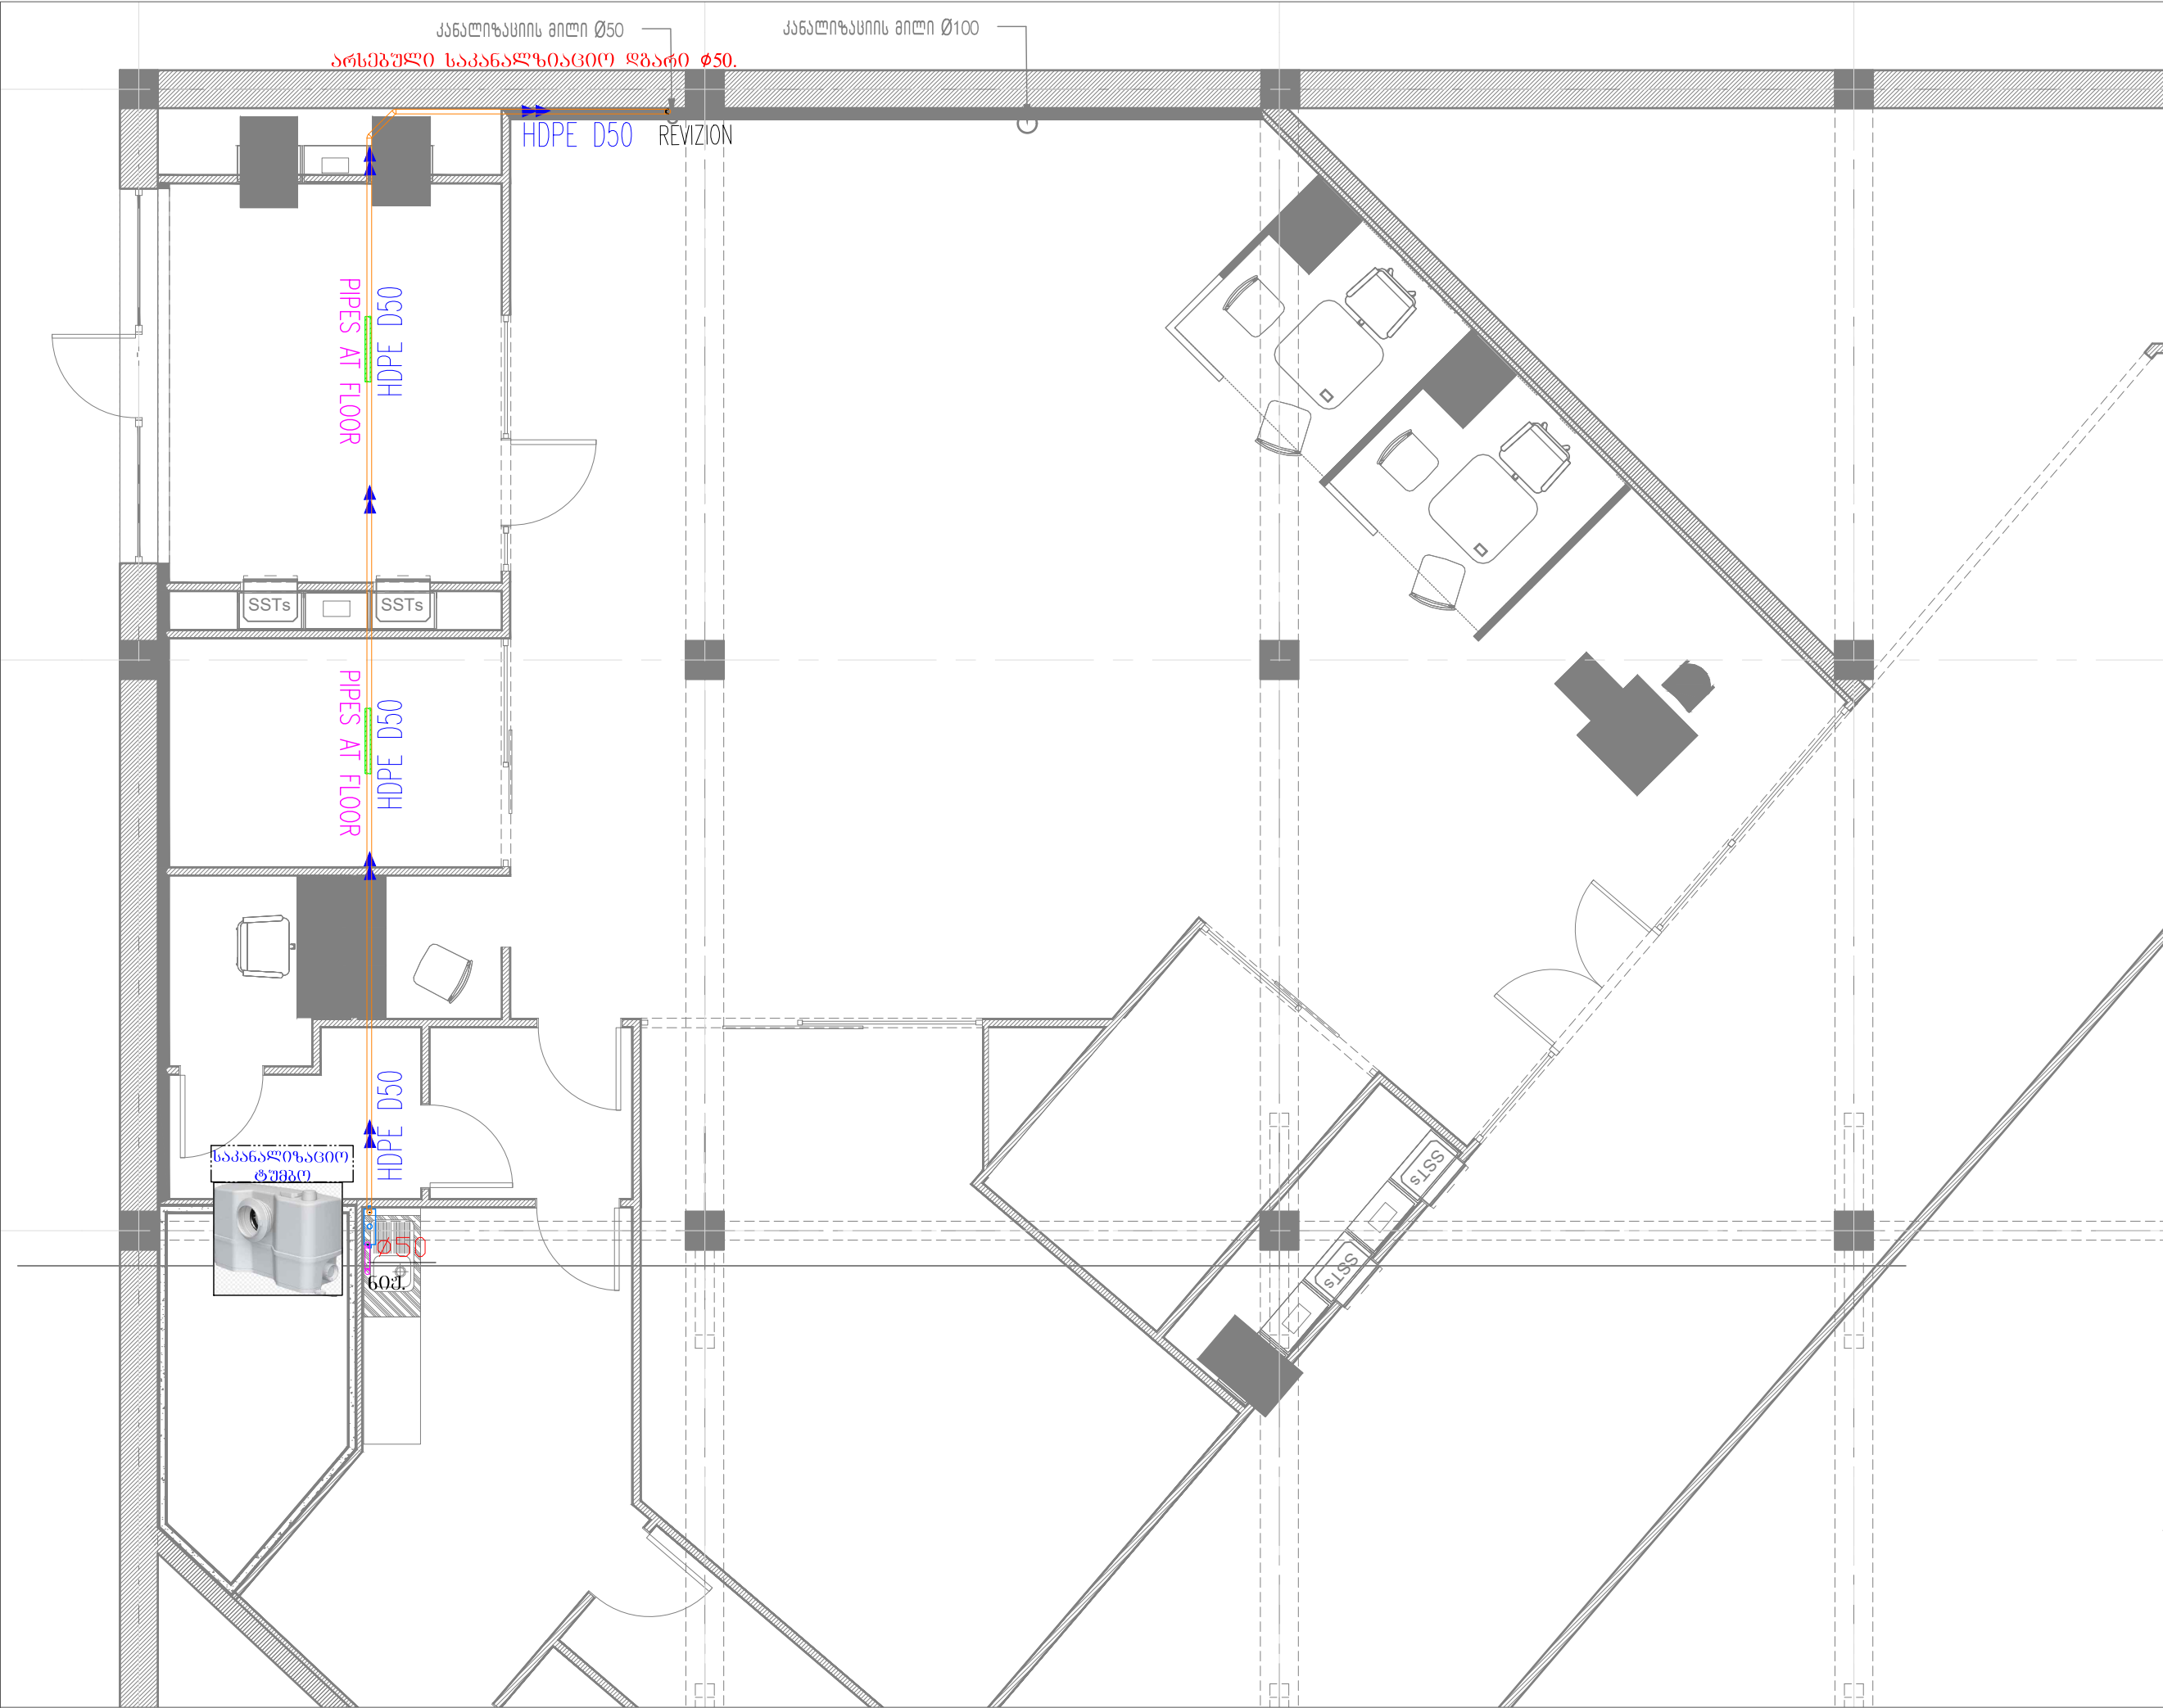 კანალიზაციის მილი Ø50
კანალიზაციის მილი Ø100
არსებული საკანალიზაციო დგარი φ50.
HDPE D50
REVIZION
PIPES AT FLOOR
HDPE D50
SSTs
SSTs
PIPES AT FLOOR
HDPE D50
HDPE D50
საკანალიზაციო
ტუმბო
ø50
ნიჟ.
SSTs
SSTs